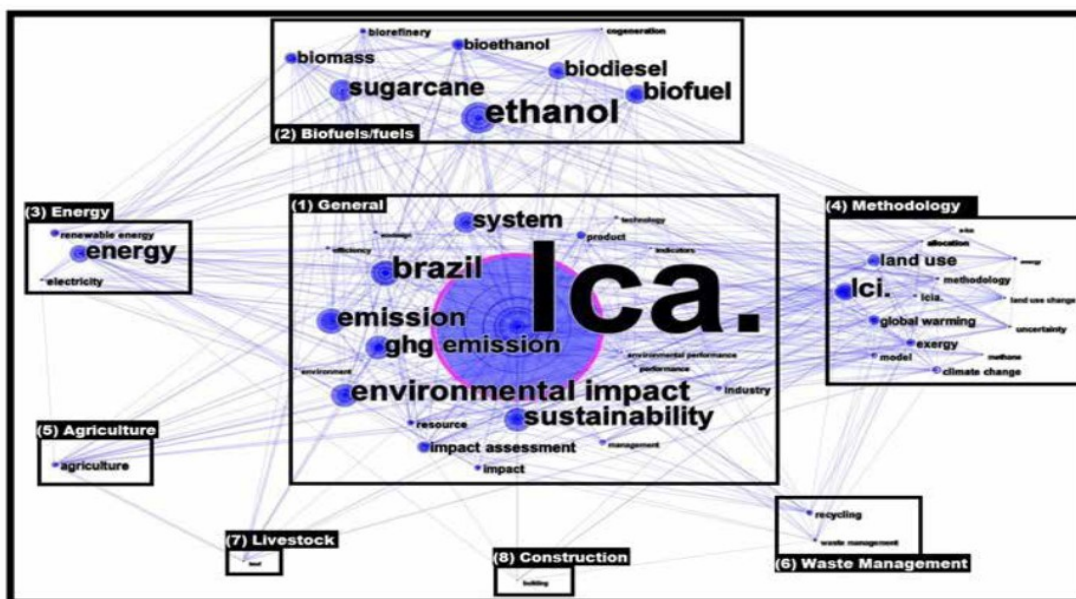 biorefinery
cogeneration
biomass
bioethanol
sugarcane
biodiesel
biofuel
ethanol
(2) Biofuels/fuels
(3) Energy
renewable energy
energy
electricity
(1) General
system
technology
product
efficiency
indicators
brazil
lca.
emission
ghg emission
environmental performance
performance
environment
environmental impact
industry
sustainability
resource
impact assessment
management
impact
(4) Methodology
allocation
land use
methodology
lci.
lcia.
land use change
global warming
uncertainty
exergy
model
methane
climate change
(5) Agriculture
agriculture
(7) Livestock
(8) Construction
building
recycling
waste management
(6) Waste Management